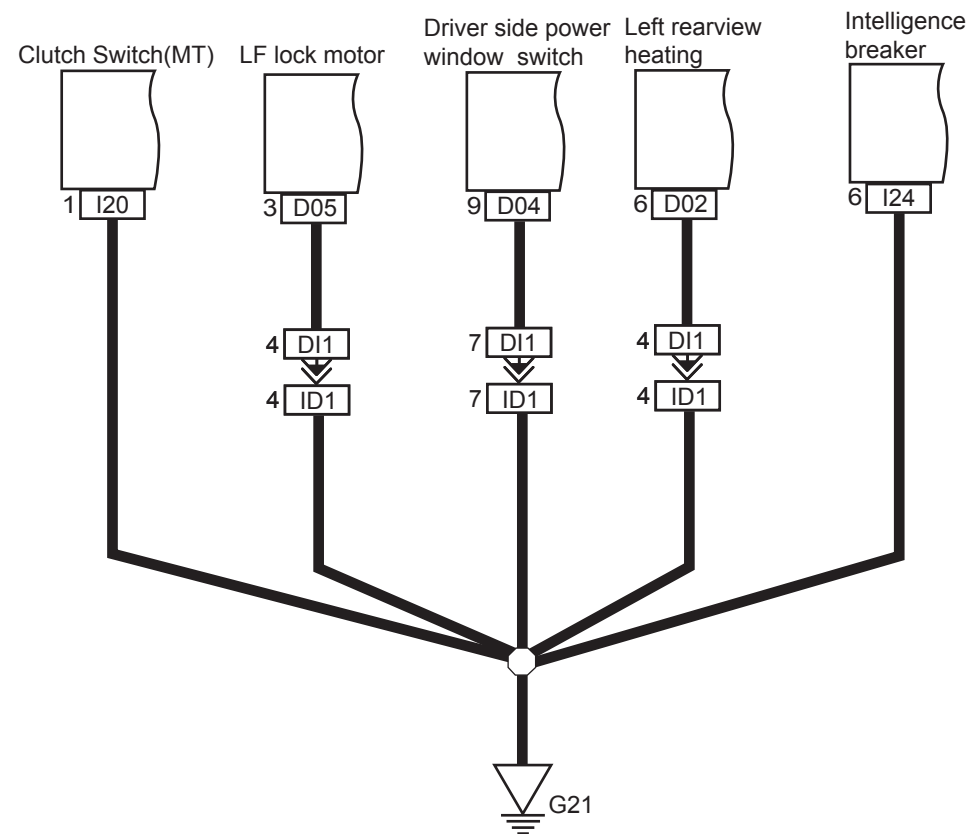 Clutch Switch(MT)
LF lock motor
Driver side power
window switch
Left rearview
heating
Intelligence
breaker
1 I20
3 D05
9 D04
6 D02
6 I24
4 DI1
7 DI1
4 DI1
4 ID1
7 ID1
4 ID1
G21